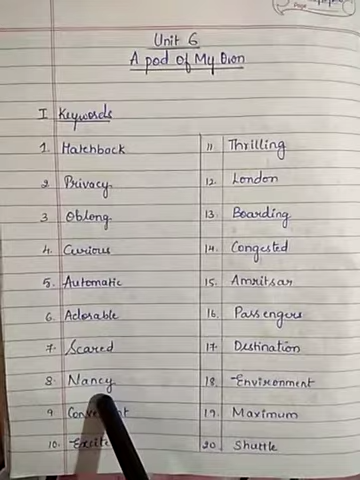 Unit 6
A pod of My Own
I Keywords
1. Hatchback
2 Privacy
3 Oblong
4. Curious
5. Automatic
6. Adorable
7. Scared
8. Nancy
9
10.
11. Thrilling
12. London
13 Boarding
14. Congested
15. Amritsar
16. Passengers
17. Destination
18. Environment
19. Maximum
20. Shuttle